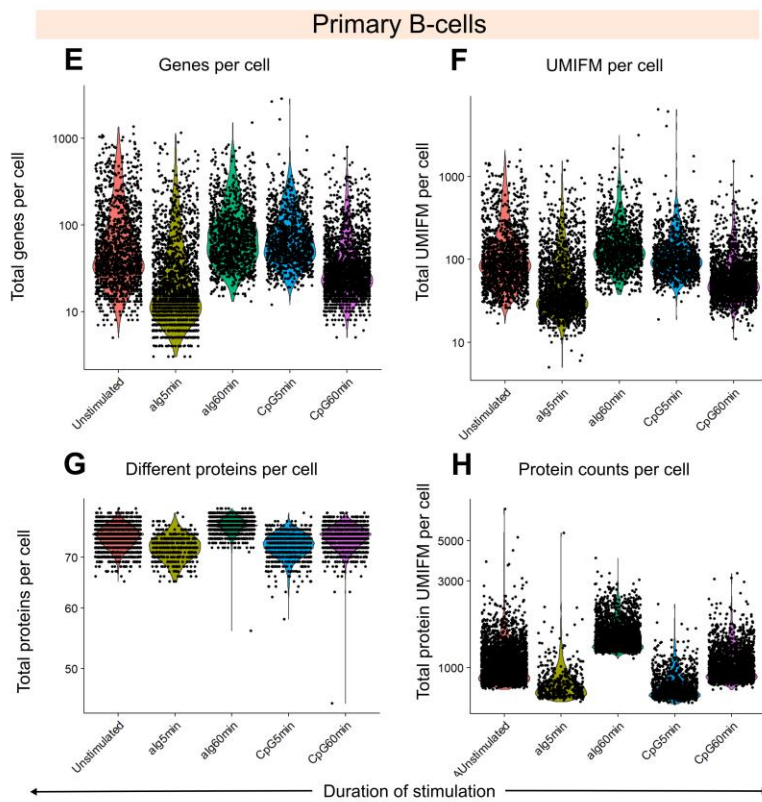 Primary B-cells
E
Genes per cell
Total genes per cell
1000
100
10
Unstimulated
aIg5min
aIg60min
CpG5min
CpG60min
F
UMIFM per cell
Total UMIFM per cell
1000
100
10
Unstimulated
aIg5min
aIg60min
CpG5min
CpG60min
G
Different proteins per cell
Total proteins per cell
70
60
50
Unstimulated
aIg5min
aIg60min
CpG5min
CpG60min
H
Protein counts per cell
Total protein UMIFM per cell
5000
3000
1000
4Unstimulated
aIg5min
aIg60min
CpG5min
CpG60min
Duration of stimulation